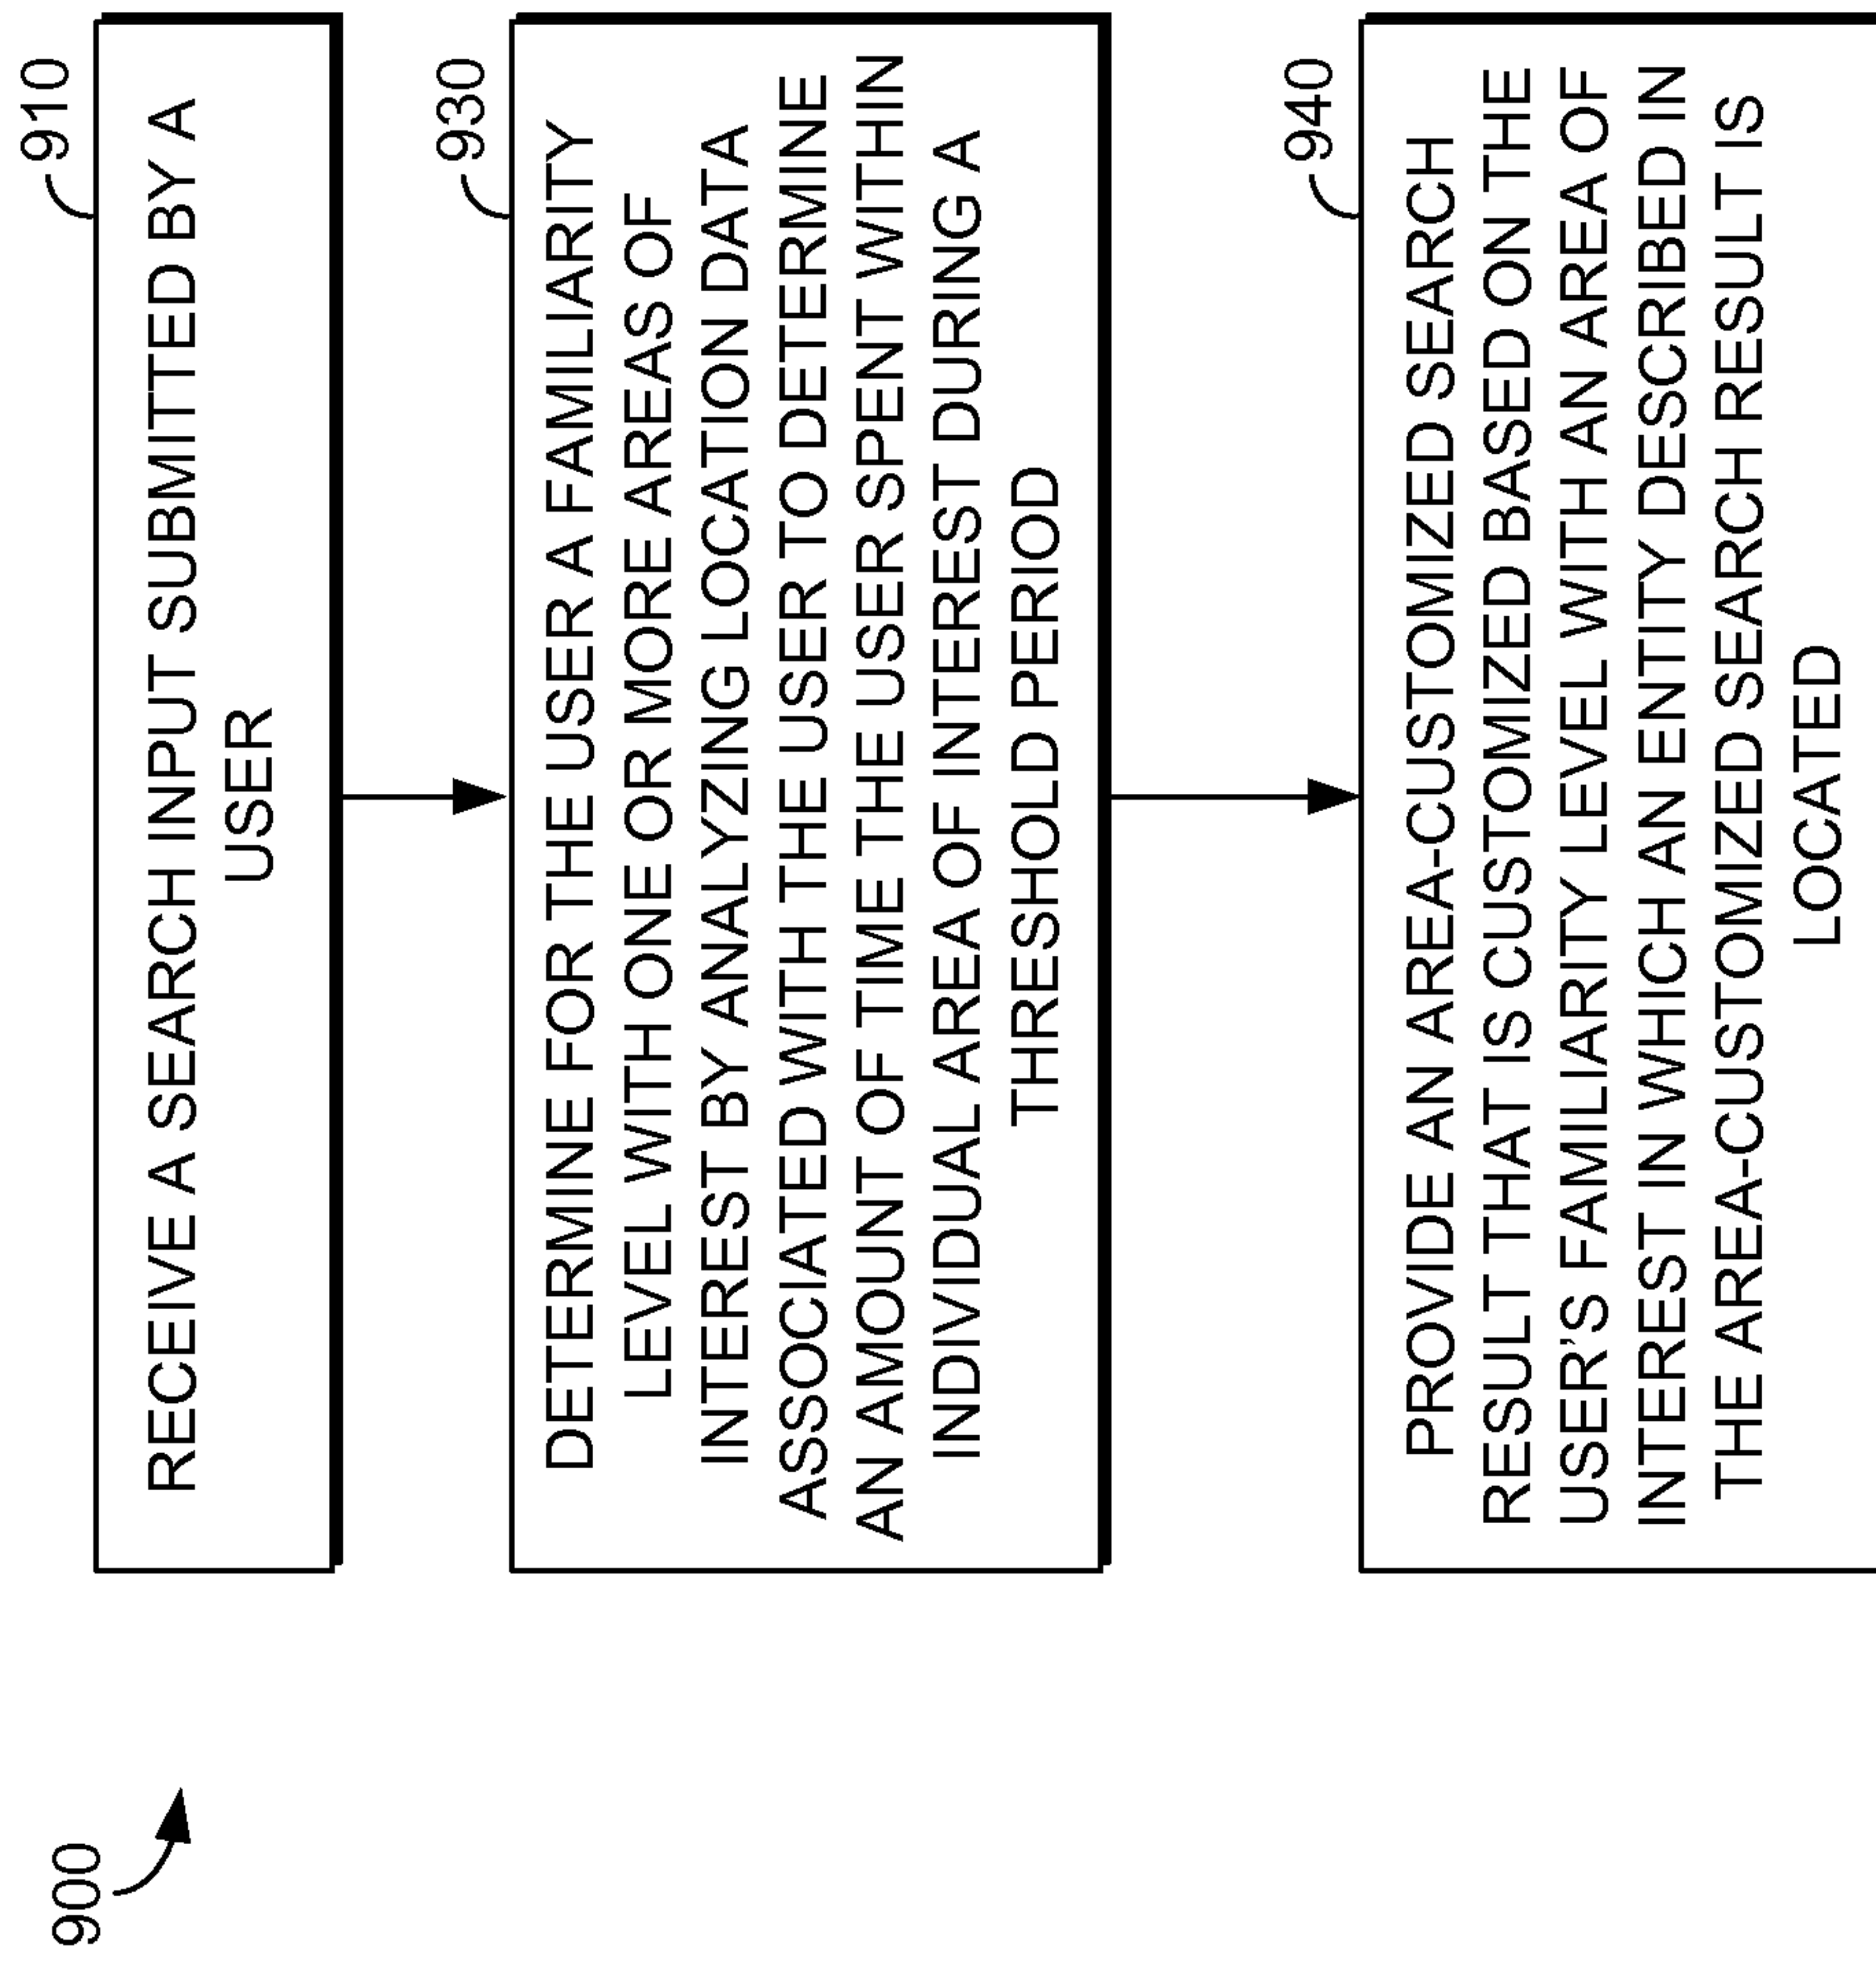 900
910
RECEIVE A SEARCH INPUT SUBMITTED BY A
USER
930
DETERMINE FOR THE USER A FAMILIARITY
LEVEL WITH ONE OR MORE AREAS OF
INTEREST BY ANALYZING LOCATION DATA
ASSOCIATED WITH THE USER TO DETERMINE
AN AMOUNT OF TIME THE USER SPENT WITHIN
INDIVIDUAL AREA OF INTEREST DURING A
THRESHOLD PERIOD
940
PROVIDE AN AREA-CUSTOMIZED SEARCH
RESULT THAT IS CUSTOMIZED BASED ON THE
USER'S FAMILIARITY LEVEL WITH AN AREA OF
INTEREST IN WHICH AN ENTITY DESCRIBED IN
THE AREA-CUSTOMIZED SEARCH RESULT IS
LOCATED